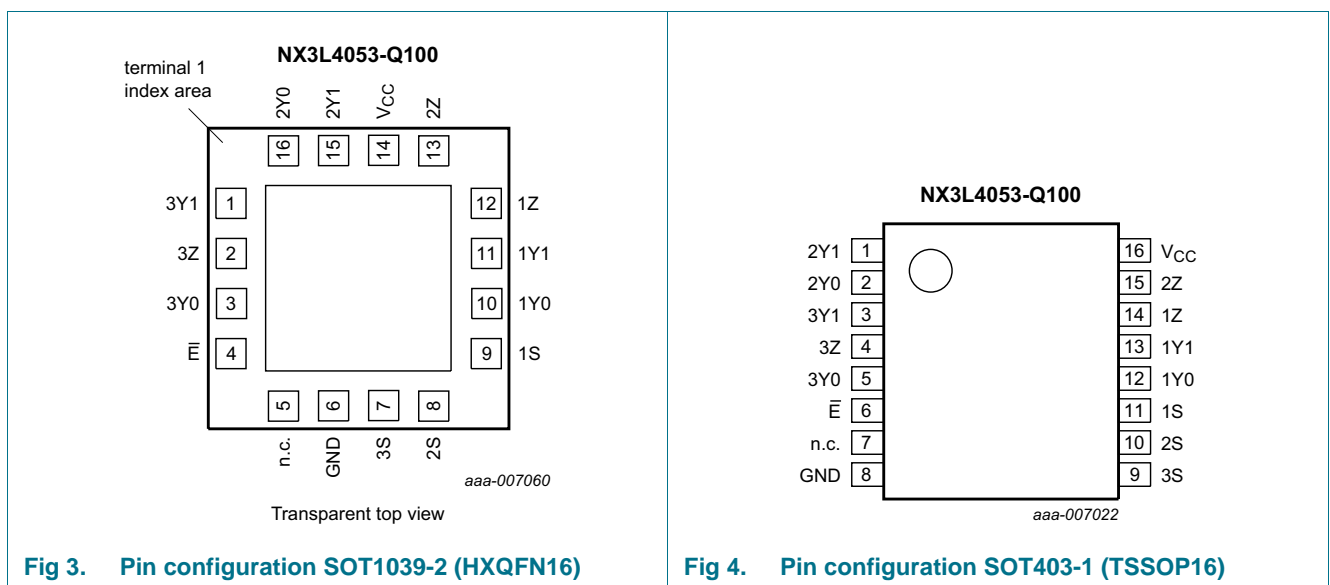 NX3L4053-Q100
terminal 1
index area
2Y0 2Y1 VCC 2Z
16 15 14 13
3Y1 1 12 1Z
3Z 2 11 1Y1
3Y0 3 10 1Y0
E̅ 4 9 1S
5 6 7 8
n.c. GND 3S 2S
aaa-007060
Transparent top view
Fig 3. Pin configuration SOT1039-2 (HXQFN16)
NX3L4053-Q100
2Y1 1 16 VCC
2Y0 2 15 2Z
3Y1 3 14 1Z
3Z 4 13 1Y1
3Y0 5 12 1Y0
E̅ 6 11 1S
n.c. 7 10 2S
GND 8 9 3S
aaa-007022
Fig 4. Pin configuration SOT403-1 (TSSOP16)